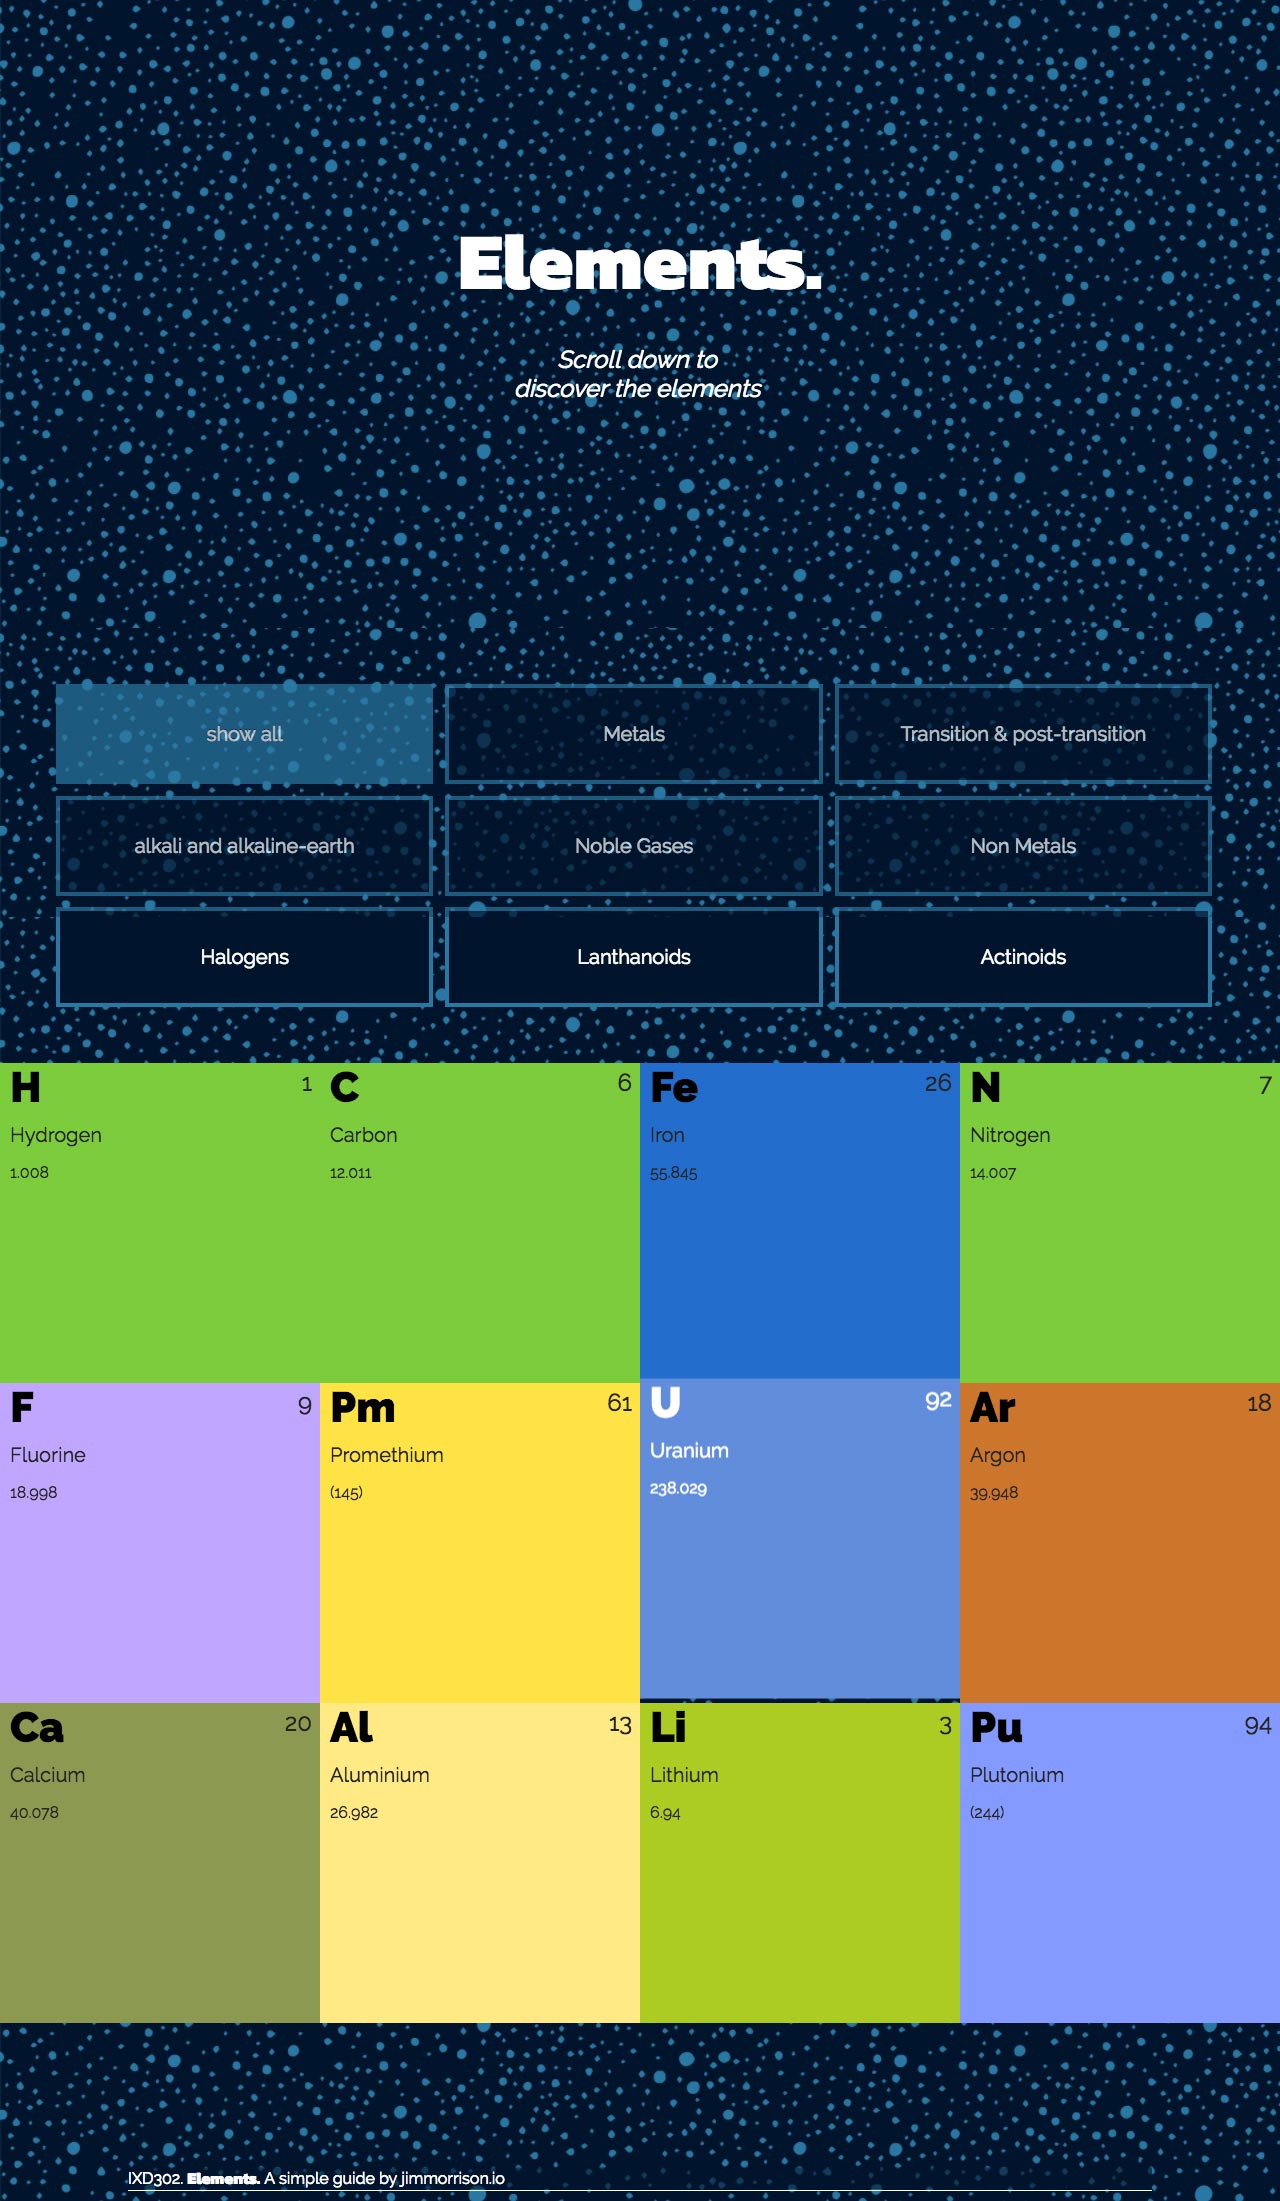 Elements.
Scroll down to
discover the elements
show all
Metals
Transition & post-transition
alkali and alkaline-earth
Noble Gases
Non Metals
Halogens
Lanthanoids
Actinoids
H 1
Hydrogen
1.008
C 6
Carbon
12.011
Fe 26
Iron
55.845
N 7
Nitrogen
14.007
F 9
Fluorine
18.998
Pm 61
Promethium
(145)
U 92
Uranium
238.029
Ar 18
Argon
39.948
Ca 20
Calcium
40.078
Al 13
Aluminium
26.982
Li 3
Lithium
6.94
Pu 94
Plutonium
(244)
IXD302. Elements. A simple guide by jimmorrison.io